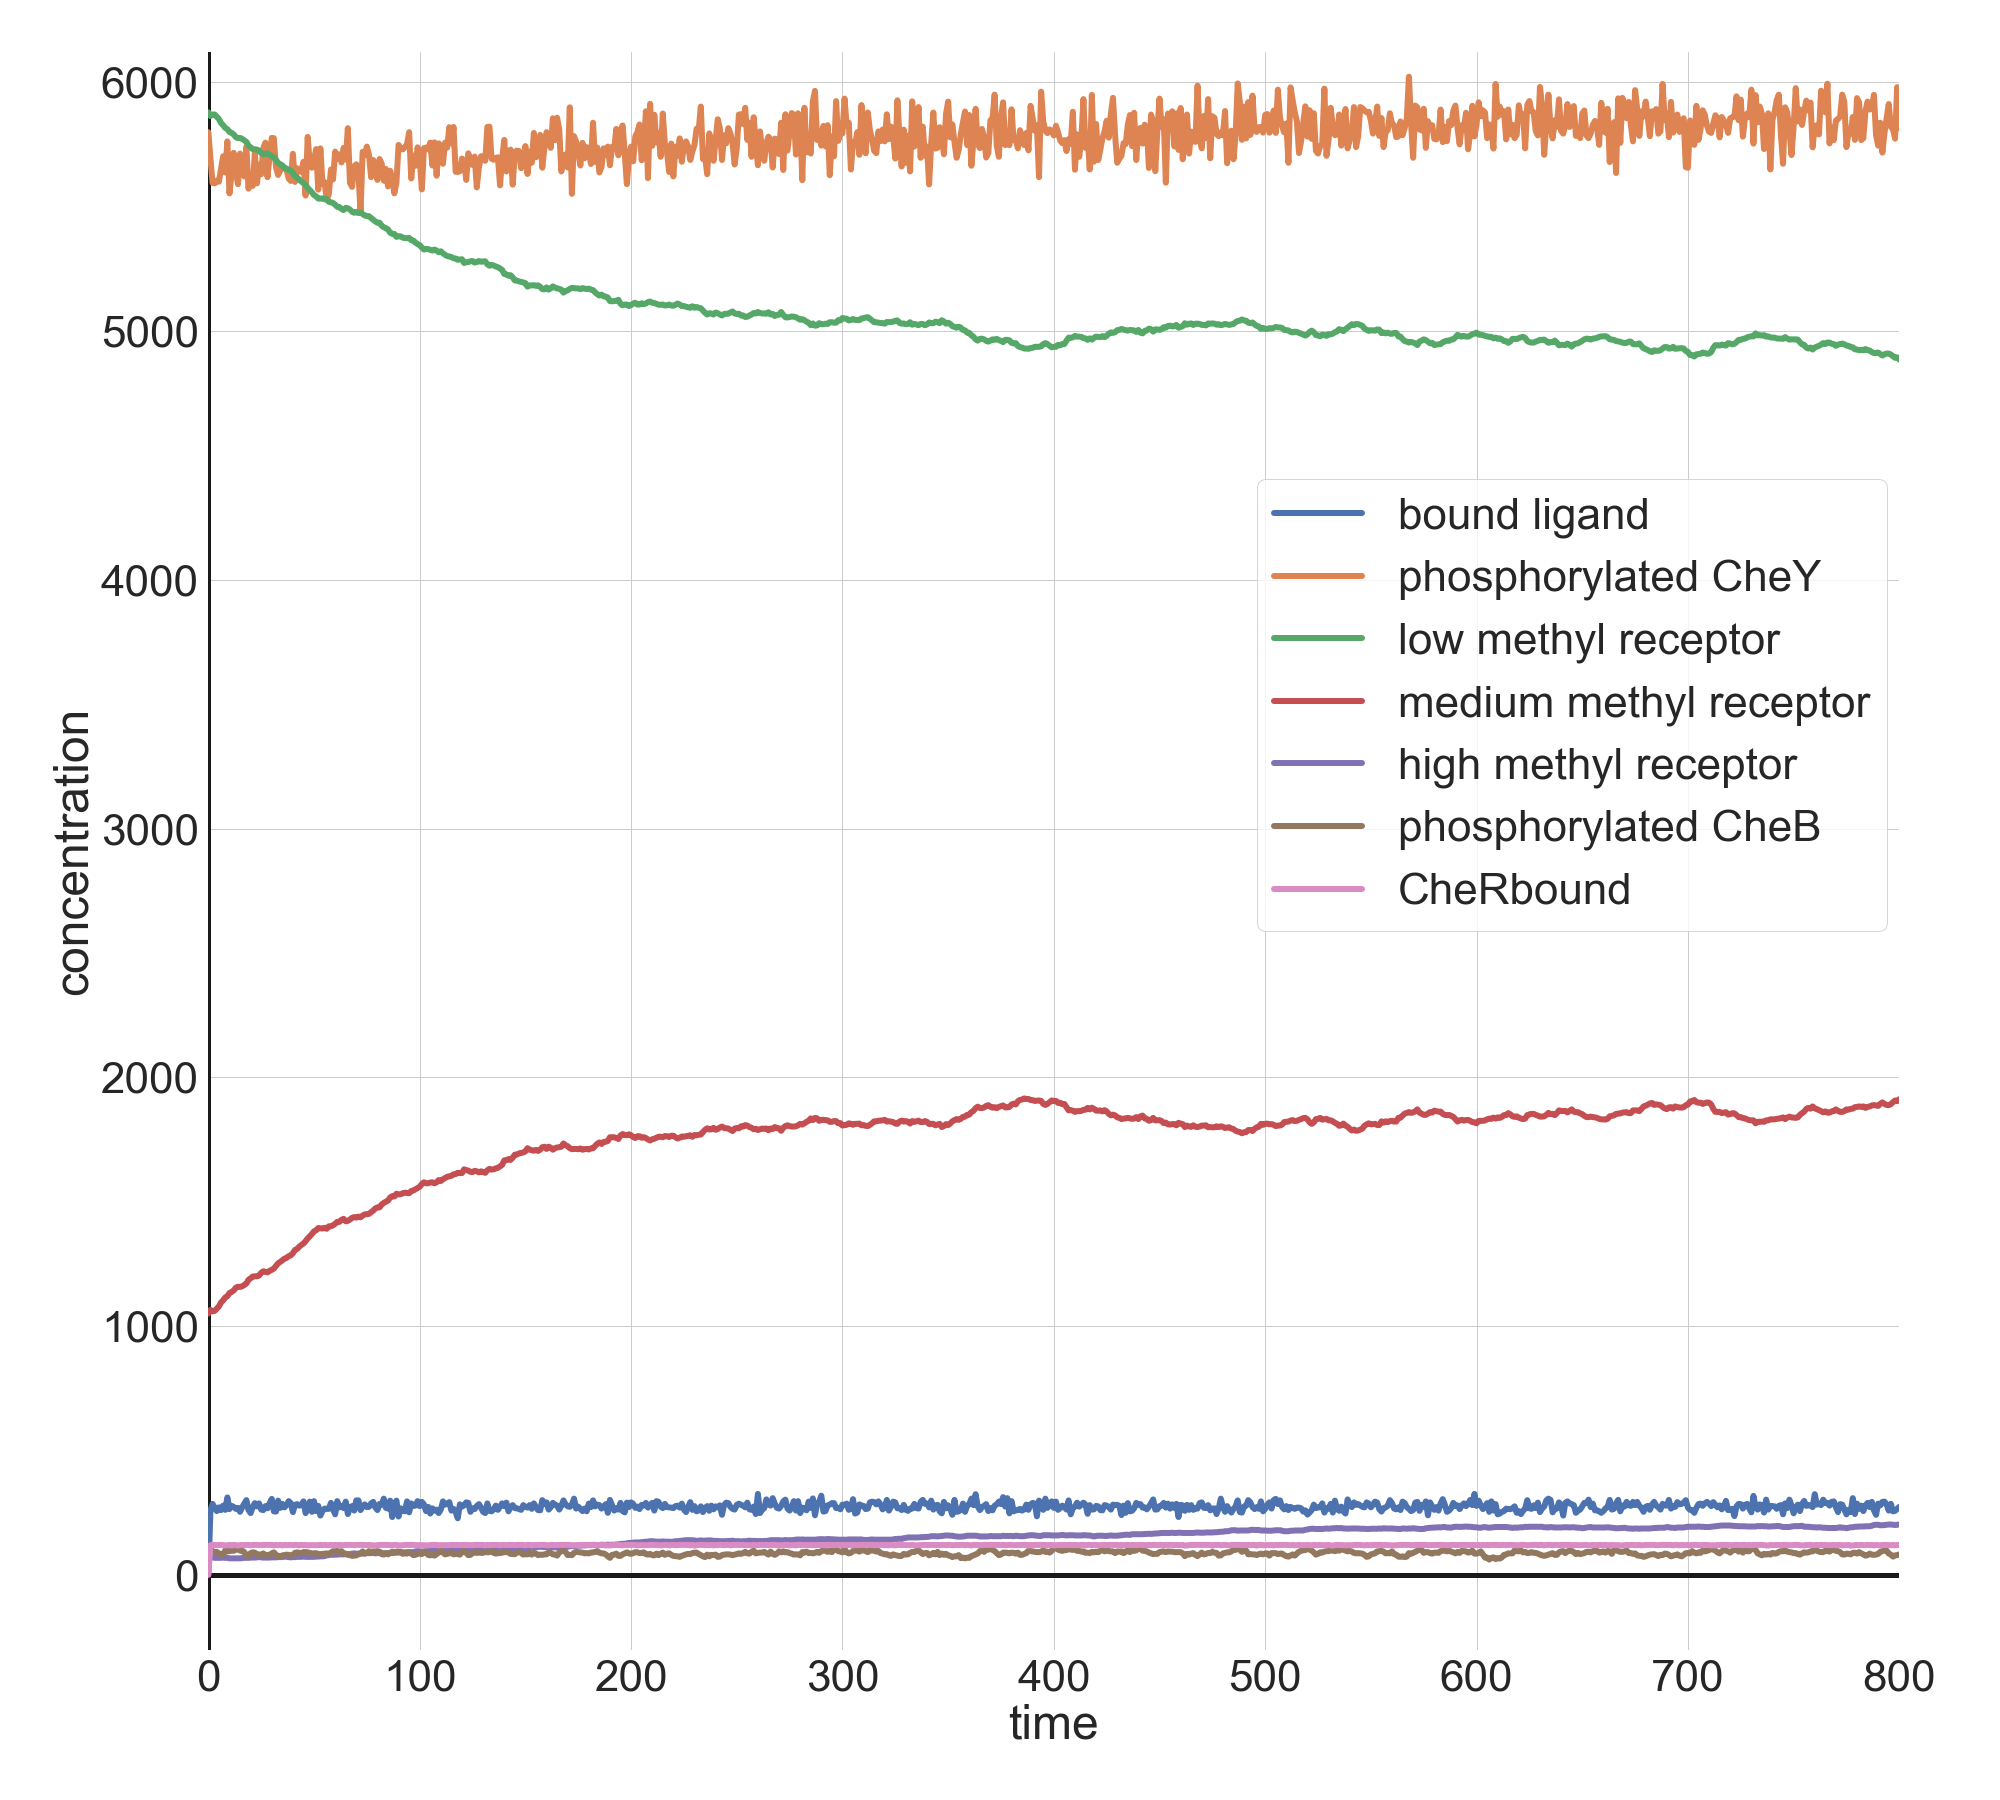 6000
5000
4000
3000
2000
1000
0
concentration
bound ligand
phosphorylated CheY
low methyl receptor
medium methyl receptor
high methyl receptor
phosphorylated CheB
CheRbound
0 100 200 300 400 500 600 700 800
time